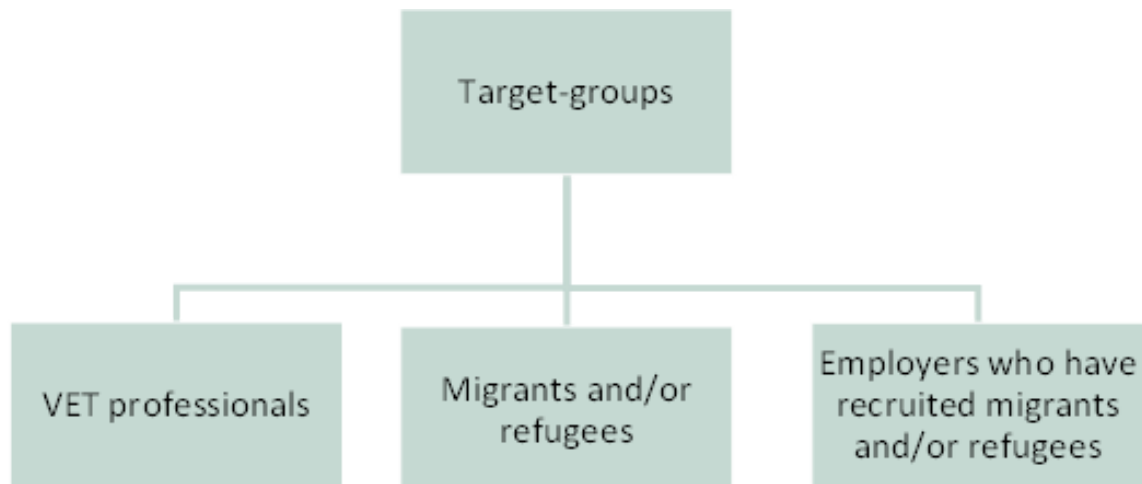 Target-groups
VET professionals
Migrants and/or
refugees
Employers who have
recruited migrants
and/or refugees